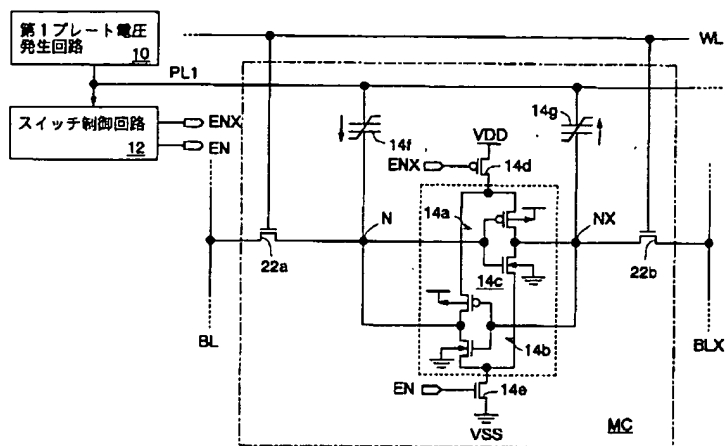 第1プレート電圧
発生回路 10
PL1
WL
スイッチ制御回路
12
ENX
EN
14f
14g
VDD
ENX
14d
14a
N
NX
22a
14c
22b
BL
14b
BLX
EN
14e
VSS
MC